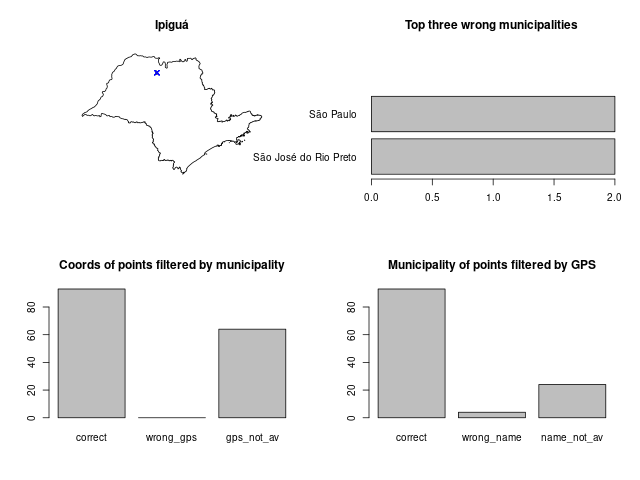 Ipiguá
Top three wrong municipalities
São Paulo
São José do Rio Preto
0.0 0.5 1.0 1.5 2.0
Coords of points filtered by municipality
80
60
40
20
0
correct wrong_gps gps_not_av
Municipality of points filtered by GPS
80
60
40
20
0
correct wrong_name name_not_av